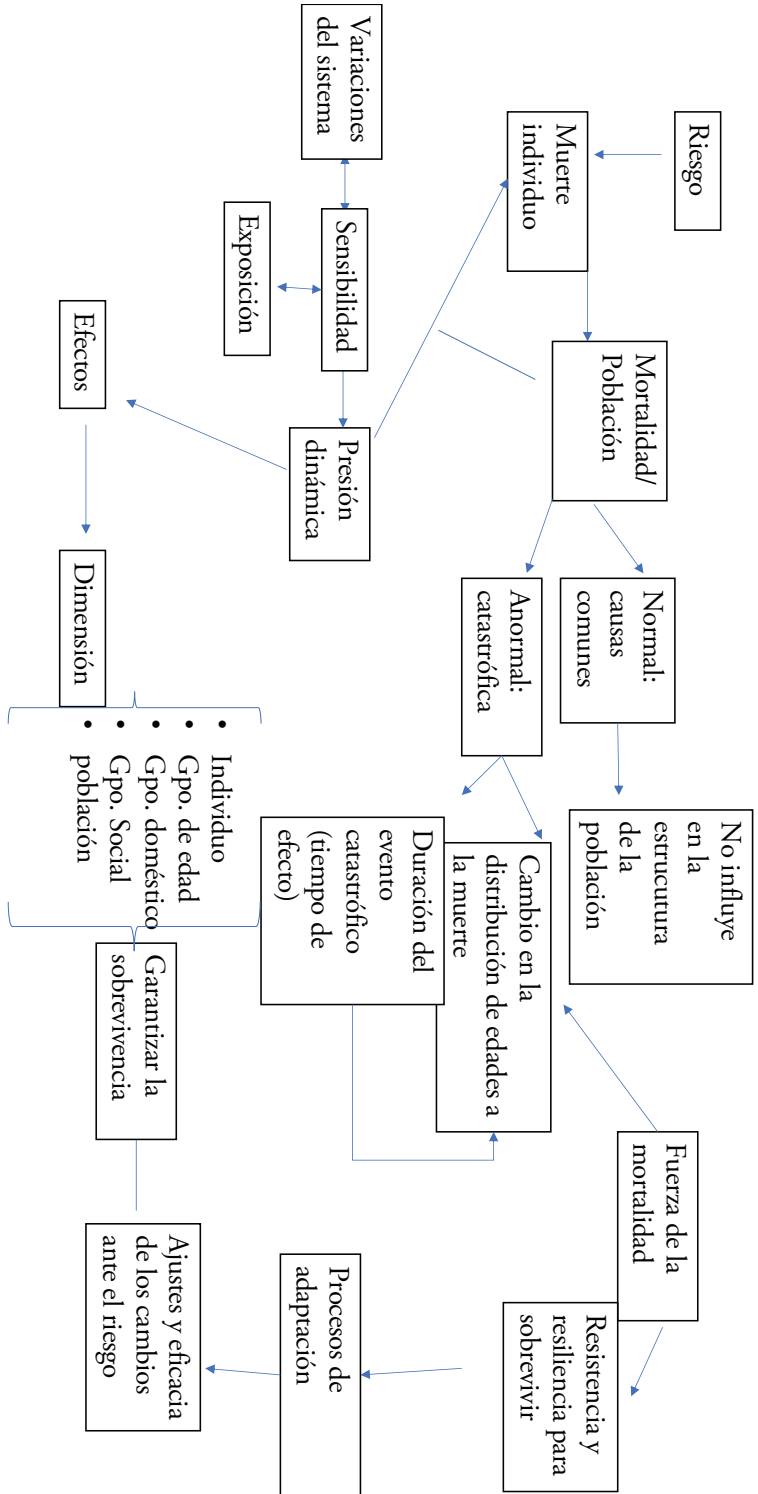 Riesgo
Muerte
individuo
Mortalidad/
Población
Normal:
causas
comunes
No influye
en la
estrucutura
de la
población
Anormal:
catastrófica
Cambio en la
distribución de edades a
la muerte
Duración del
evento
catastrófico
(tiempo de
efecto)
Fuerza de la
mortalidad
Resistencia y
resiliencia para
sobrevivir
Variaciones
del sistema
Sensibilidad
Exposición
Presión
dinámica
Efectos
Dimensión
• Individuo
• Gpo. de edad
• Gpo. doméstico
• Gpo. Social
• población
Garantizar la
sobrevivencia
Ajustes y eficacia
de los cambios
ante el riesgo
Procesos de
adaptación